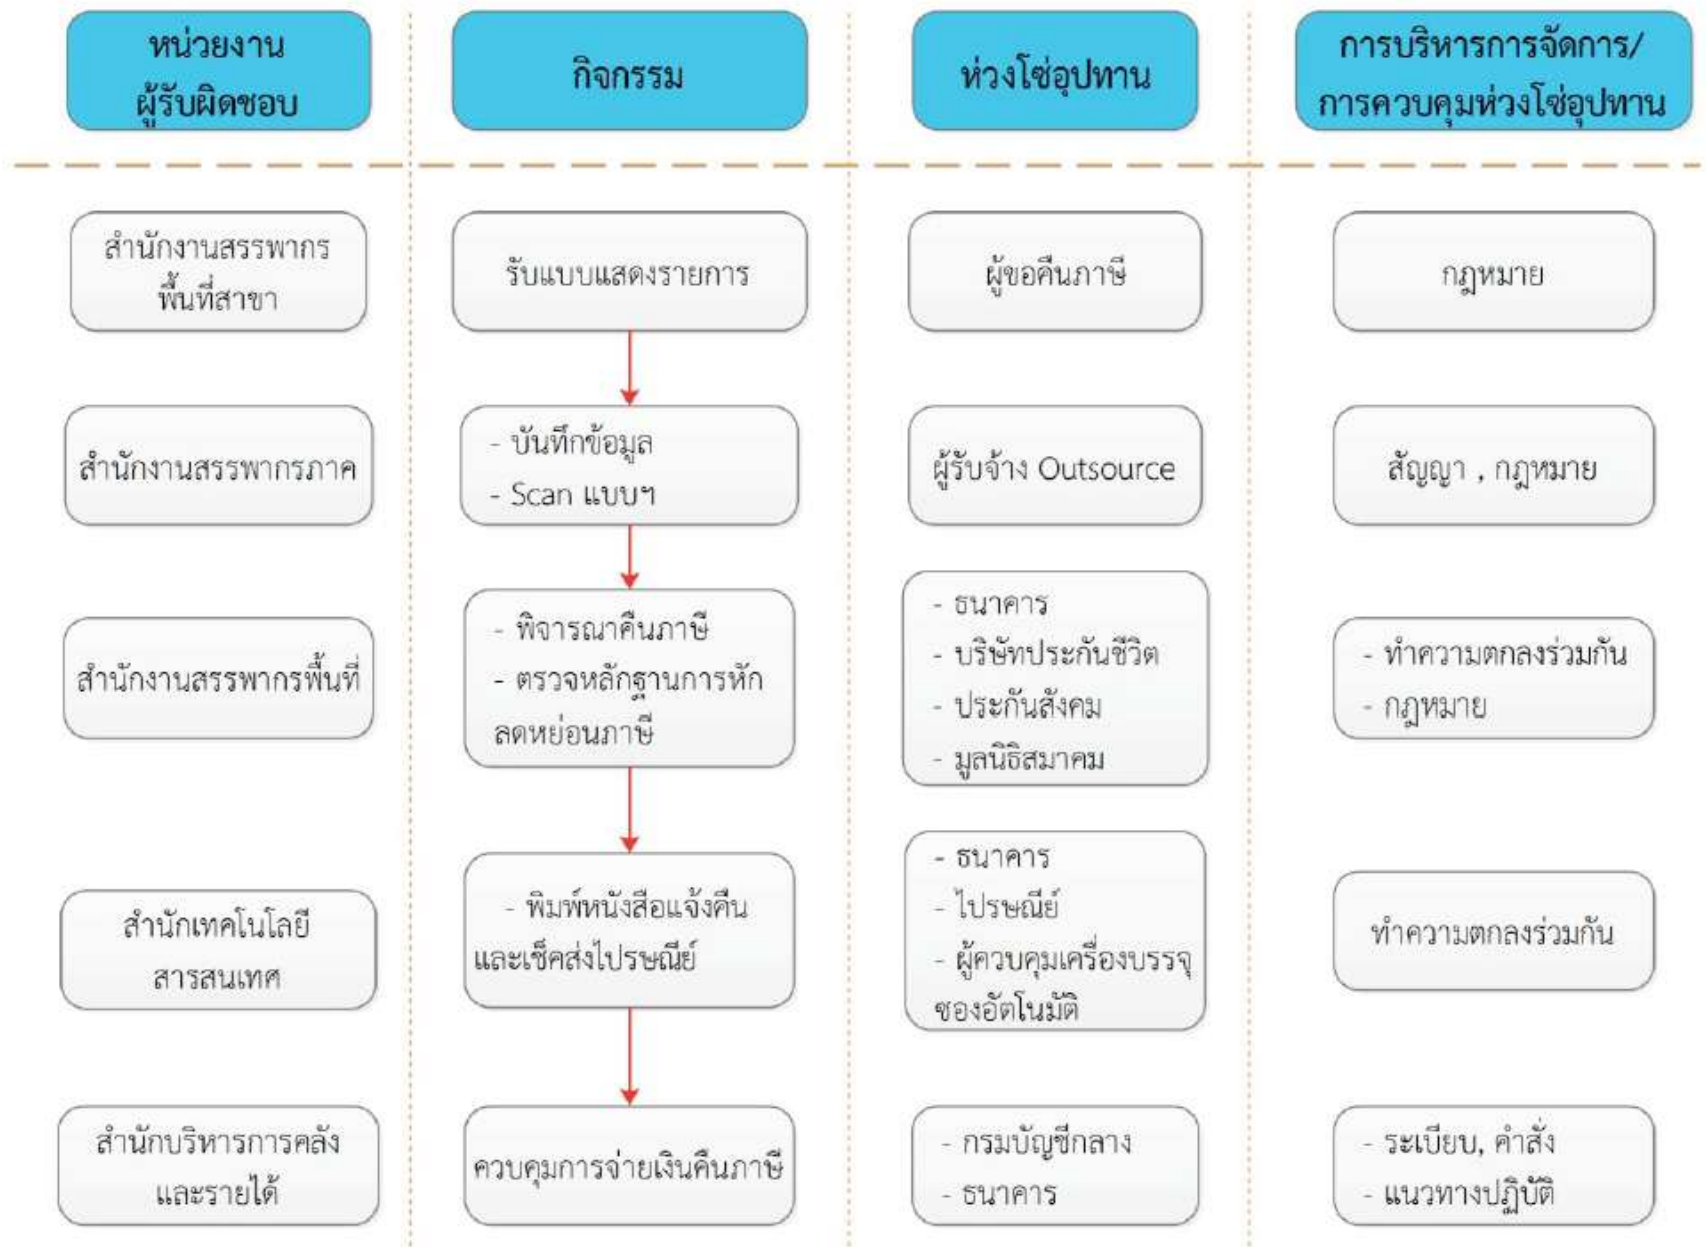 หน่วยงาน
ผู้รับผิดชอบ
กิจกรรม
ห่วงโซ่อุปทาน
การบริหารการจัดการ/
การควบคุมห่วงโซ่อุปทาน
สำนักงานสรรพากร
พื้นที่สาขา
รับแบบแสดงรายการ
ผู้ขอคืนภาษี
กฎหมาย
สำนักงานสรรพากรภาค
- บันทึกข้อมูล
- Scan แบบฯ
ผู้รับจ้าง Outsource
สัญญา , กฎหมาย
สำนักงานสรรพากรพื้นที่
- พิจารณาคืนภาษี
- ตรวจหลักฐานการหัก
ลดหย่อนภาษี
- ธนาคาร
- บริษัทประกันชีวิต
- ประกันสังคม
- มูลนิธิสมาคม
- ทำความตกลงร่วมกัน
- กฎหมาย
สำนักเทคโนโลยี
สารสนเทศ
- พิมพ์หนังสือแจ้งคืน
และเช็คส่งไปรษณีย์
- ธนาคาร
- ไปรษณีย์
- ผู้ควบคุมเครื่องบรรจุ
ซองอัตโนมัติ
ทำความตกลงร่วมกัน
สำนักบริหารการคลัง
และรายได้
ควบคุมการจ่ายเงินคืนภาษี
- กรมบัญชีกลาง
- ธนาคาร
- ระเบียบ, คำสั่ง
- แนวทางปฏิบัติ